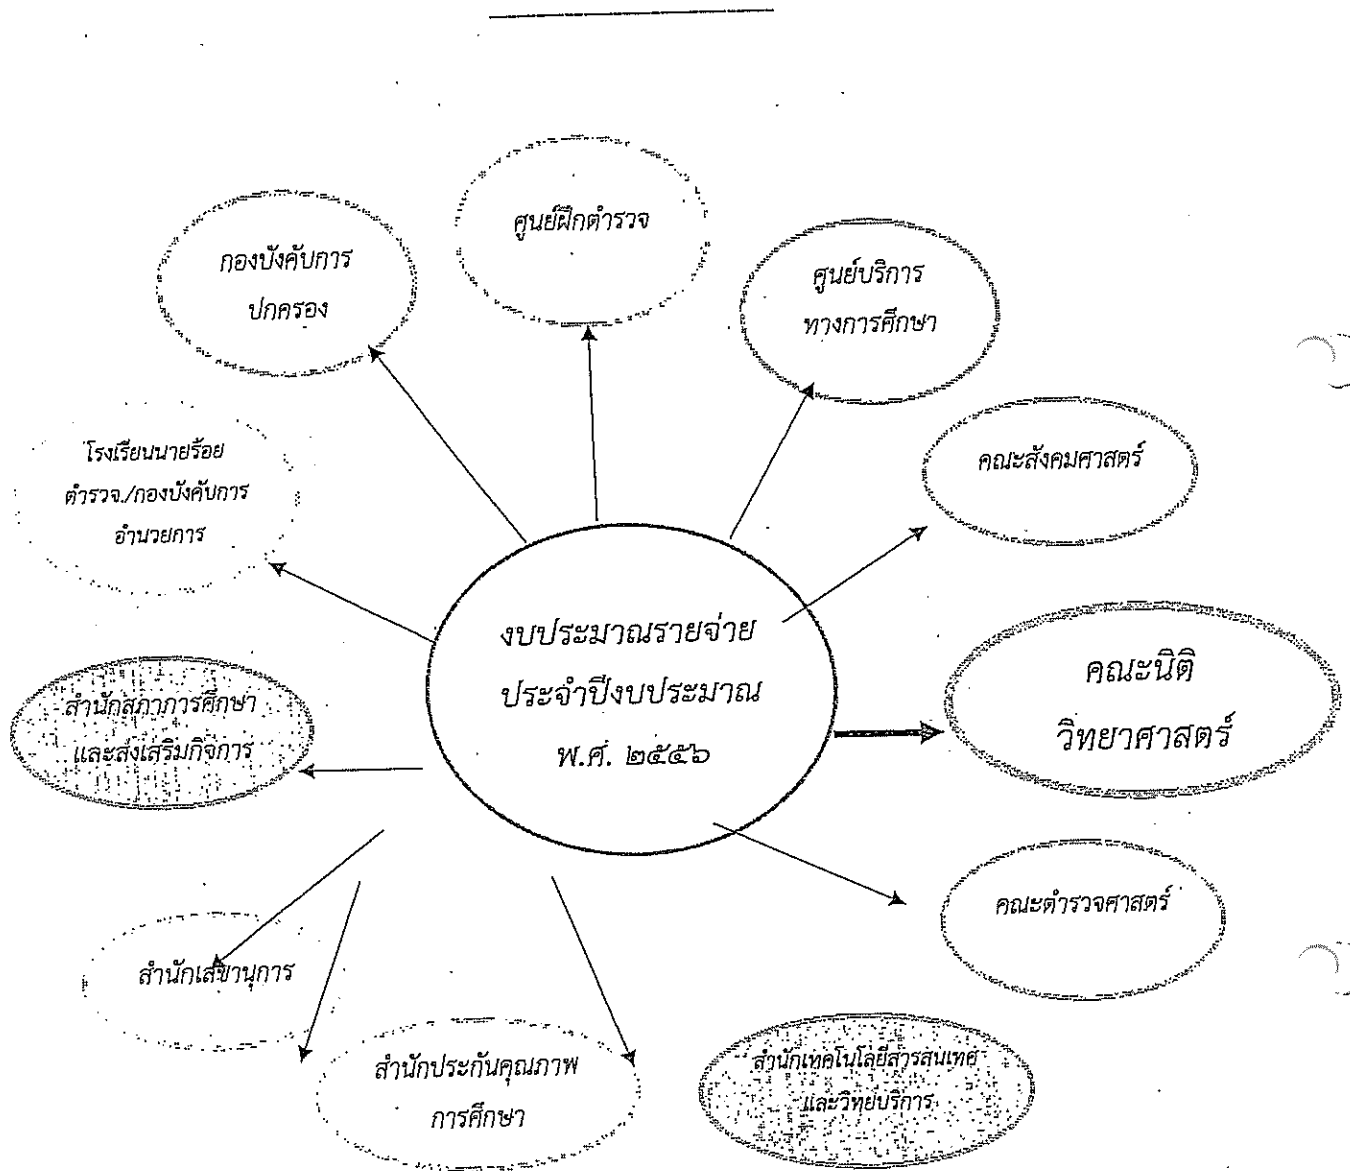 ศูนย์ฝึกตำรวจ
กองบังคับการ
ปกครอง
ศูนย์บริการ
ทางการศึกษา
โรงเรียนนายร้อย
ตำรวจ./กองบังคับการ
อำนวยการ
คณะสังคมศาสตร์
งบประมาณรายจ่าย
ประจำปีงบประมาณ
พ.ศ. ๒๕๕๖
คณะนิติ
วิทยาศาสตร์
สำนักสภาการศึกษา
และส่งเสริมกิจการ
คณะตำรวจศาสตร์
สำนักเลขานุการ
สำนักประกันคุณภาพ
การศึกษา
สำนักเทคโนโลยีสารสนเทศ
และวิทยบริการ